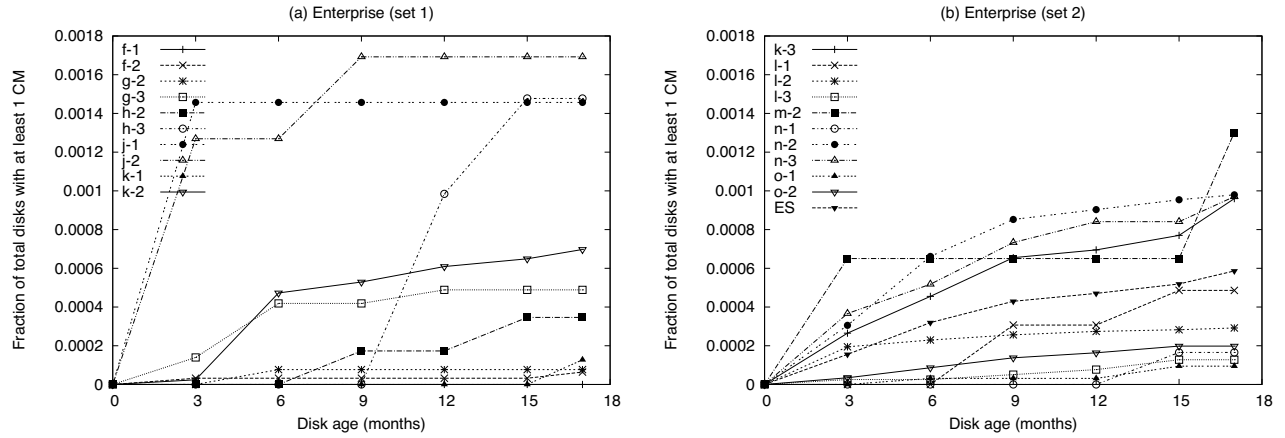 (a) Enterprise (set 1)
Fraction of total disks with at least 1 CM
0.0018
0.0016
0.0014
0.0012
0.001
0.0008
0.0006
0.0004
0.0002
0
f-1
f-2
g-2
g-3
h-2
h-3
j-1
j-2
k-1
k-2
0 3 6 9 12 15 18
Disk age (months)
(b) Enterprise (set 2)
Fraction of total disks with at least 1 CM
0.0018
0.0016
0.0014
0.0012
0.001
0.0008
0.0006
0.0004
0.0002
0
k-3
l-1
l-2
l-3
m-2
n-1
n-2
n-3
o-1
o-2
ES
0 3 6 9 12 15 18
Disk age (months)